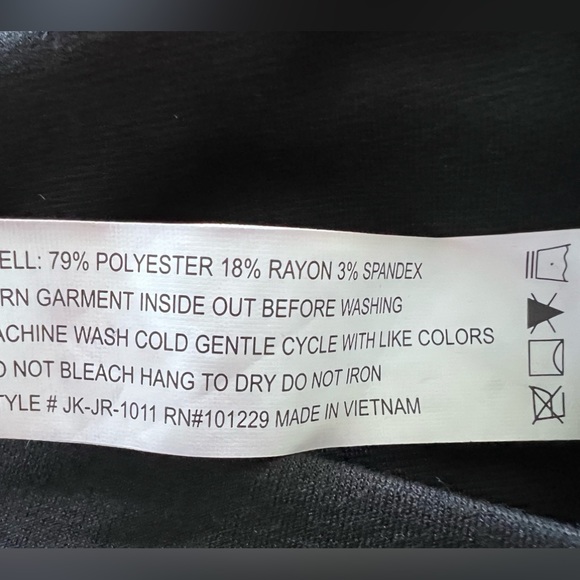 ELL: 79% POLYESTER 18% RAYON 3% SPANDEX
RN GARMENT INSIDE OUT BEFORE WASHING
ACHINE WASH COLD GENTLE CYCLE WITH LIKE COLORS
O NOT BLEACH HANG TO DRY DO NOT IRON
TYLE # JK-JR-1011 RN#101229 MADE IN VIETNAM